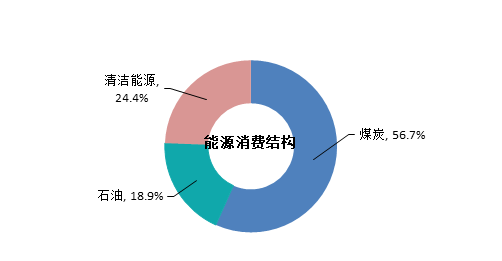 清洁能源,
24.4%
能源消费结构
煤炭, 56.7%
石油, 18.9%